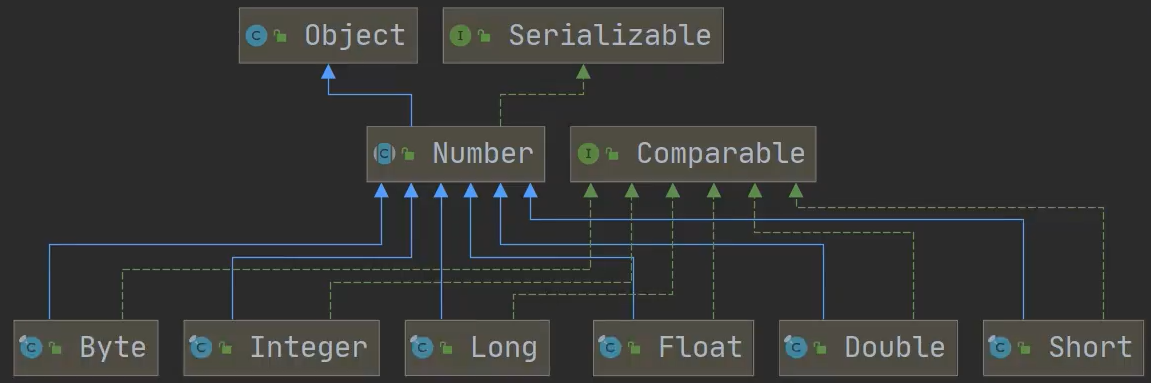 Object Serializable
Number Comparable
Byte Integer Long Float Double Short